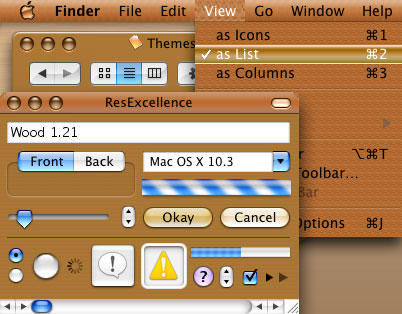 Finder File Edit View Go Window Help
Themes
as Icons ⌘1
as List ⌘2
as Columns ⌘3
ResExcellence
Wood 1.21
Front Back
Mac OS X 10.3
⌥⌘T
Toolbar...
Bar
Okay Cancel
Options ⌘J